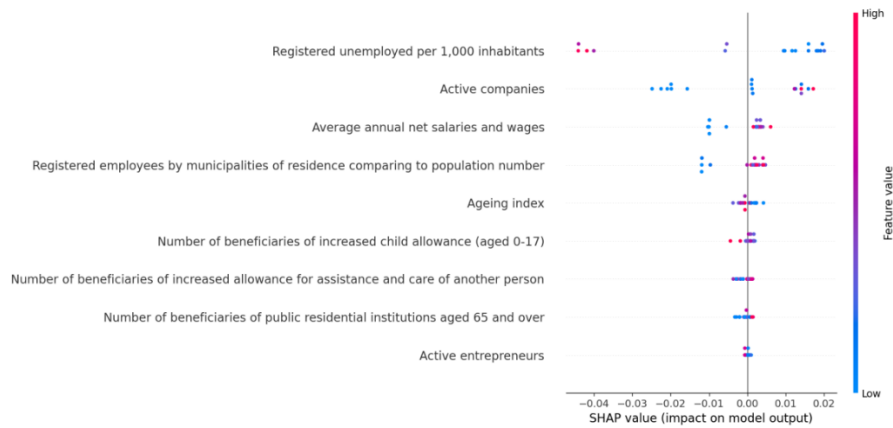 High
Registered unemployed per 1,000 inhabitants
Active companies
Average annual net salaries and wages
Registered employees by municipalities of residence comparing to population number
Ageing index
Feature value
Number of beneficiaries of increased child allowance (aged 0-17)
Number of beneficiaries of increased allowance for assistance and care of another person
Number of beneficiaries of public residential institutions aged 65 and over
Active entrepreneurs
Low
−0.04 −0.03 −0.02 −0.01 0.00 0.01 0.02
SHAP value (impact on model output)